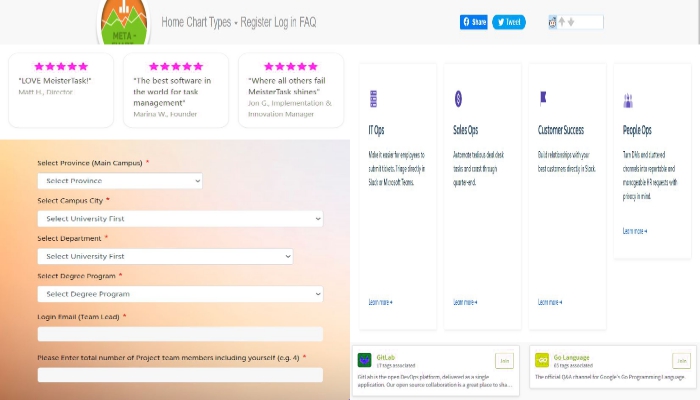 META -
Home Chart Types Register Log in FAQ
Share
Tweet
"LOVE MeisterTask!"
Matt H., Director
"The best software in
the world for task
management"
Marina W., Founder
"Where all others fail
MeisterTask shines"
Jon G., Implementation &
Innovation Manager
Select Province (Main Campus) *
Select Province
Select Campus City *
Select University First
Select Department *
Select University First
Select Degree Program *
Select Degree Program
Login Email (Team Lead) *
Please Enter total number of Project team members including yourself (e.g. 4) *
IT Ops
Make it easier for employees to
submit tickets. Triage directly in
Slack or Microsoft Teams.
Learn more
Sales Ops
Automate tedious deal desk
tasks and coast through
quarter-end.
Learn more
Customer Success
Build relationships with your
best customers directly in Slack.
Learn more
People Ops
Turn DMs and cluttered
channels into reportable and
manageable HR requests with
privacy in mind.
Learn more
GitLab
17 tags associated
Join
GitLab is the open DevOps platform, delivered as a single
application. Our open source collaboration is a great place to dis...
Go Language
65 tags associated
Join
The official Q&A channel for Google's Go Programming Language.